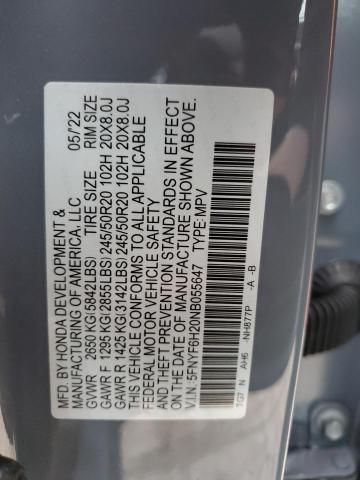 MFD. BY HONDA DEVELOPMENT &
MANUFACTURING OF AMERICA, LLC 05/22
GVWR 2650 KG(5842LBS) TIRE SIZE RIM SIZE
GAWR F 1295 KG(2855LBS) 245/50R20 102H 20X8.0J
GAWR R 1425 KG(3142LBS) 245/50R20 102H 20X8.0J
THIS VEHICLE CONFORMS TO ALL APPLICABLE
FEDERAL MOTOR VEHICLE SAFETY
AND THEFT PREVENTION STANDARDS IN EFFECT
ON THE DATE OF MANUFACTURE SHOWN ABOVE.
V.I.N. 5FNYF6H20NB055647 TYPE: MPV
TG7 N AH6 -NH877P -A -B